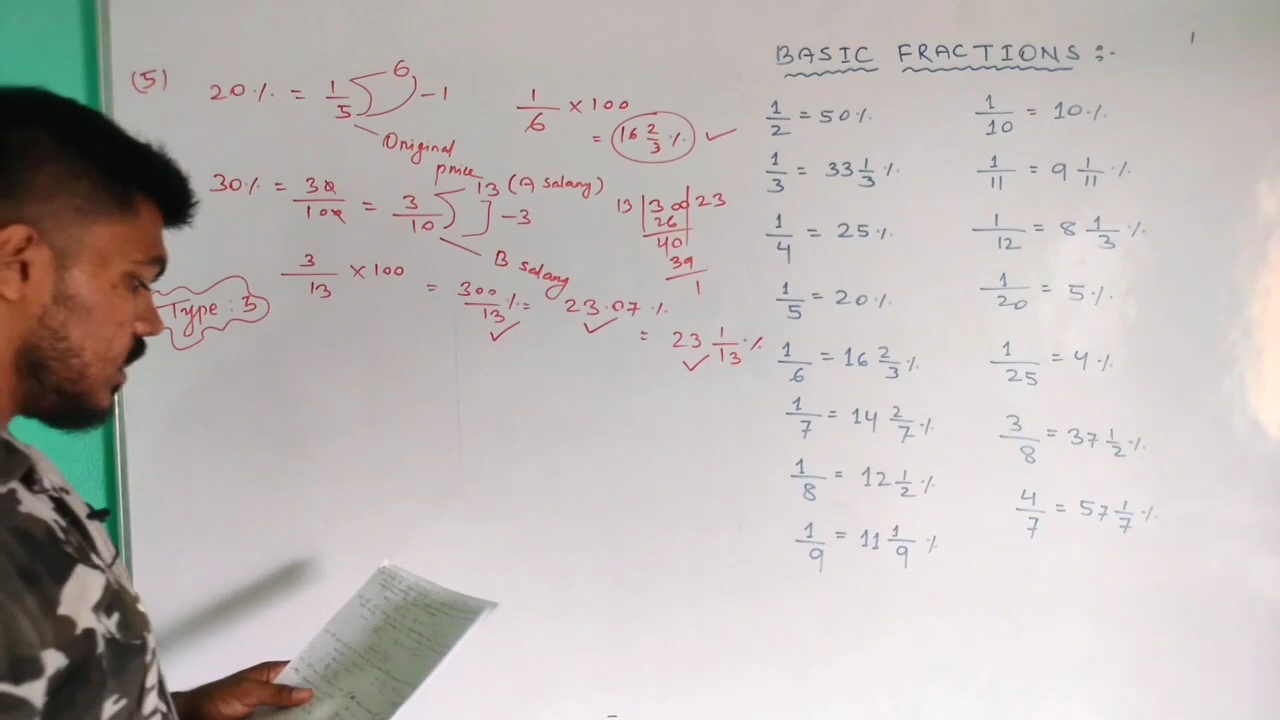 (5)
20% = 1/5 6 -1
Original price
1/6 × 100
= 16 2/3 % ✓
30% = 30/100 = 3/10 13 (A salary) -3
B salary
13 | 300 | 23
26
40
39
1
3/13 × 100 = 300/13 % = 23.07 %
= 23 1/13 %
Type : 3
BASIC FRACTIONS :-
1/2 = 50%
1/3 = 33 1/3 %
1/4 = 25%
1/5 = 20%
1/6 = 16 2/3 %
1/7 = 14 2/7 %
1/8 = 12 1/2 %
1/9 = 11 1/9 %
1/10 = 10%
1/11 = 9 1/11 %
1/12 = 8 1/3 %
1/20 = 5%
1/25 = 4%
3/8 = 37 1/2 %
4/7 = 57 1/7 %